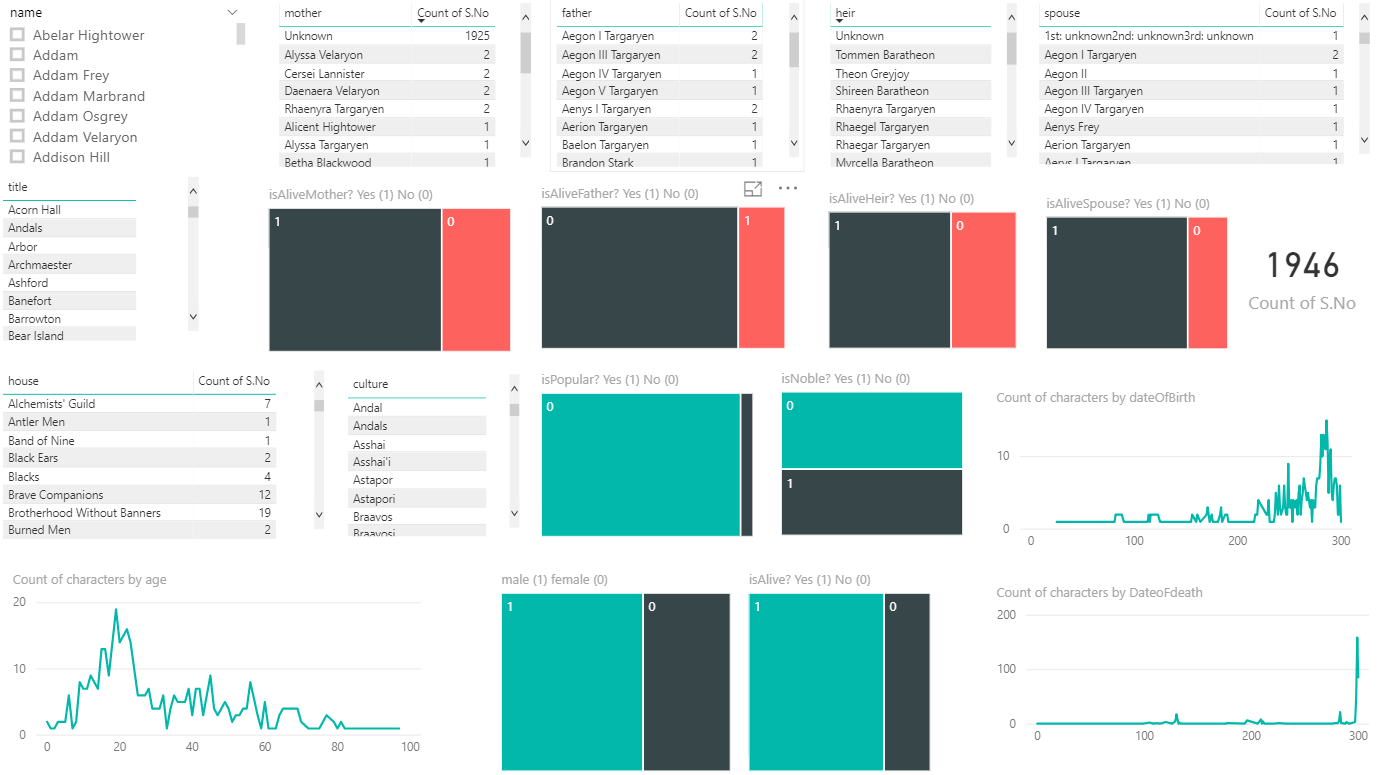 name
Abelar Hightower
Addam
Addam Frey
Addam Marbrand
Addam Osgrey
Addam Velaryon
Addison Hill
mother Count of S.No
Unknown 1925
Alyssa Velaryon 2
Cersei Lannister 2
Daenaera Velaryon 2
Rhaenyra Targaryen 2
Alicent Hightower 1
Alyssa Targaryen 1
Betha Blackwood 1
father Count of S.No
Aegon I Targaryen 2
Aegon III Targaryen 2
Aegon IV Targaryen 1
Aegon V Targaryen 1
Aenys I Targaryen 2
Aerion Targaryen 1
Baelon Targaryen 1
Brandon Stark 1
heir
Unknown
Tommen Baratheon
Theon Greyjoy
Shireen Baratheon
Rhaenyra Targaryen
Rhaegel Targaryen
Rhaegar Targaryen
Myrcella Baratheon
spouse Count of S.No
1st: unknown2nd: unknown3rd: unknown 1
Aegon I Targaryen 2
Aegon II 1
Aegon III Targaryen 1
Aegon IV Targaryen 1
Aenys Frey 1
Aerion Targaryen 1
Aerys I Targaryen 1
title
Acorn Hall
Andals
Arbor
Archmaester
Ashford
Banefort
Barrowton
Bear Island
isAliveMother? Yes (1) No (0)
1 0
isAliveFather? Yes (1) No (0)
0 1
isAliveHeir? Yes (1) No (0)
1 0
isAliveSpouse? Yes (1) No (0)
1 0
1946
Count of S.No
house Count of S.No
Alchemists' Guild 7
Antler Men 1
Band of Nine 1
Black Ears 2
Blacks 4
Brave Companions 12
Brotherhood Without Banners 19
Burned Men 2
culture
Andal
Andals
Asshai
Asshai'i
Astapor
Astapori
Braavos
Braavosi
isPopular? Yes (1) No (0)
0
isNoble? Yes (1) No (0)
0
1
Count of characters by dateOfBirth
10
0
0 100 200 300
Count of characters by age
20
10
0
0 20 40 60 80 100
male (1) female (0)
1 0
isAlive? Yes (1) No (0)
1 0
Count of characters by DateoFdeath
200
100
0
0 100 200 300